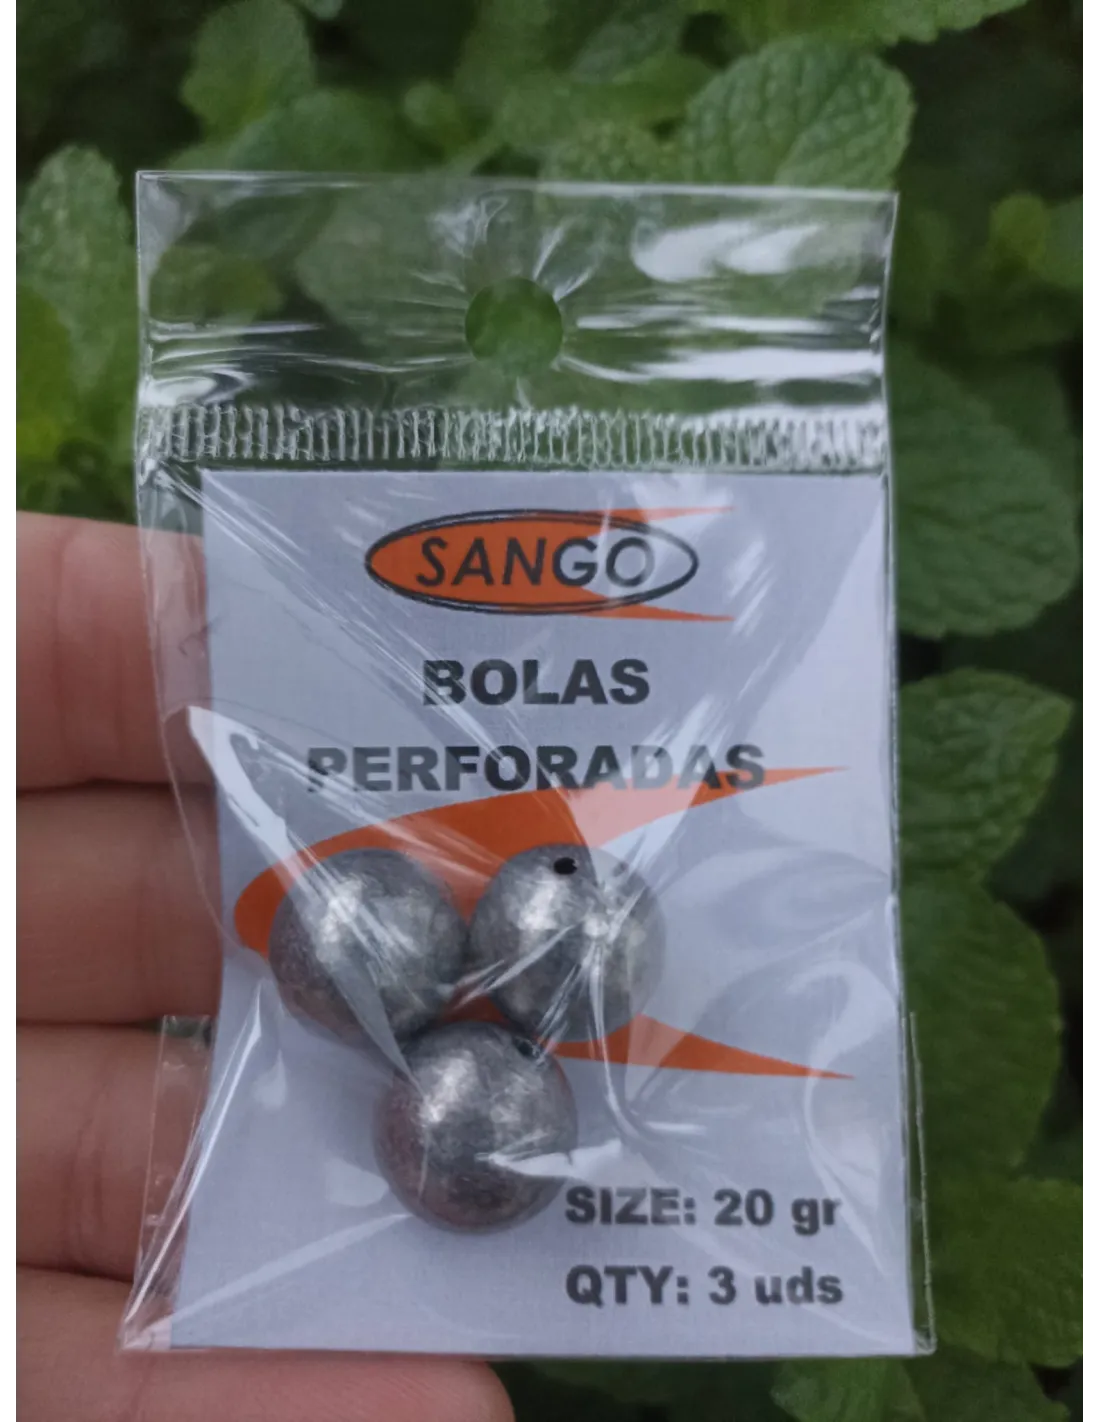 SANGO
BOLAS
PERFORADAS
SIZE: 20 gr
QTY: 3 uds